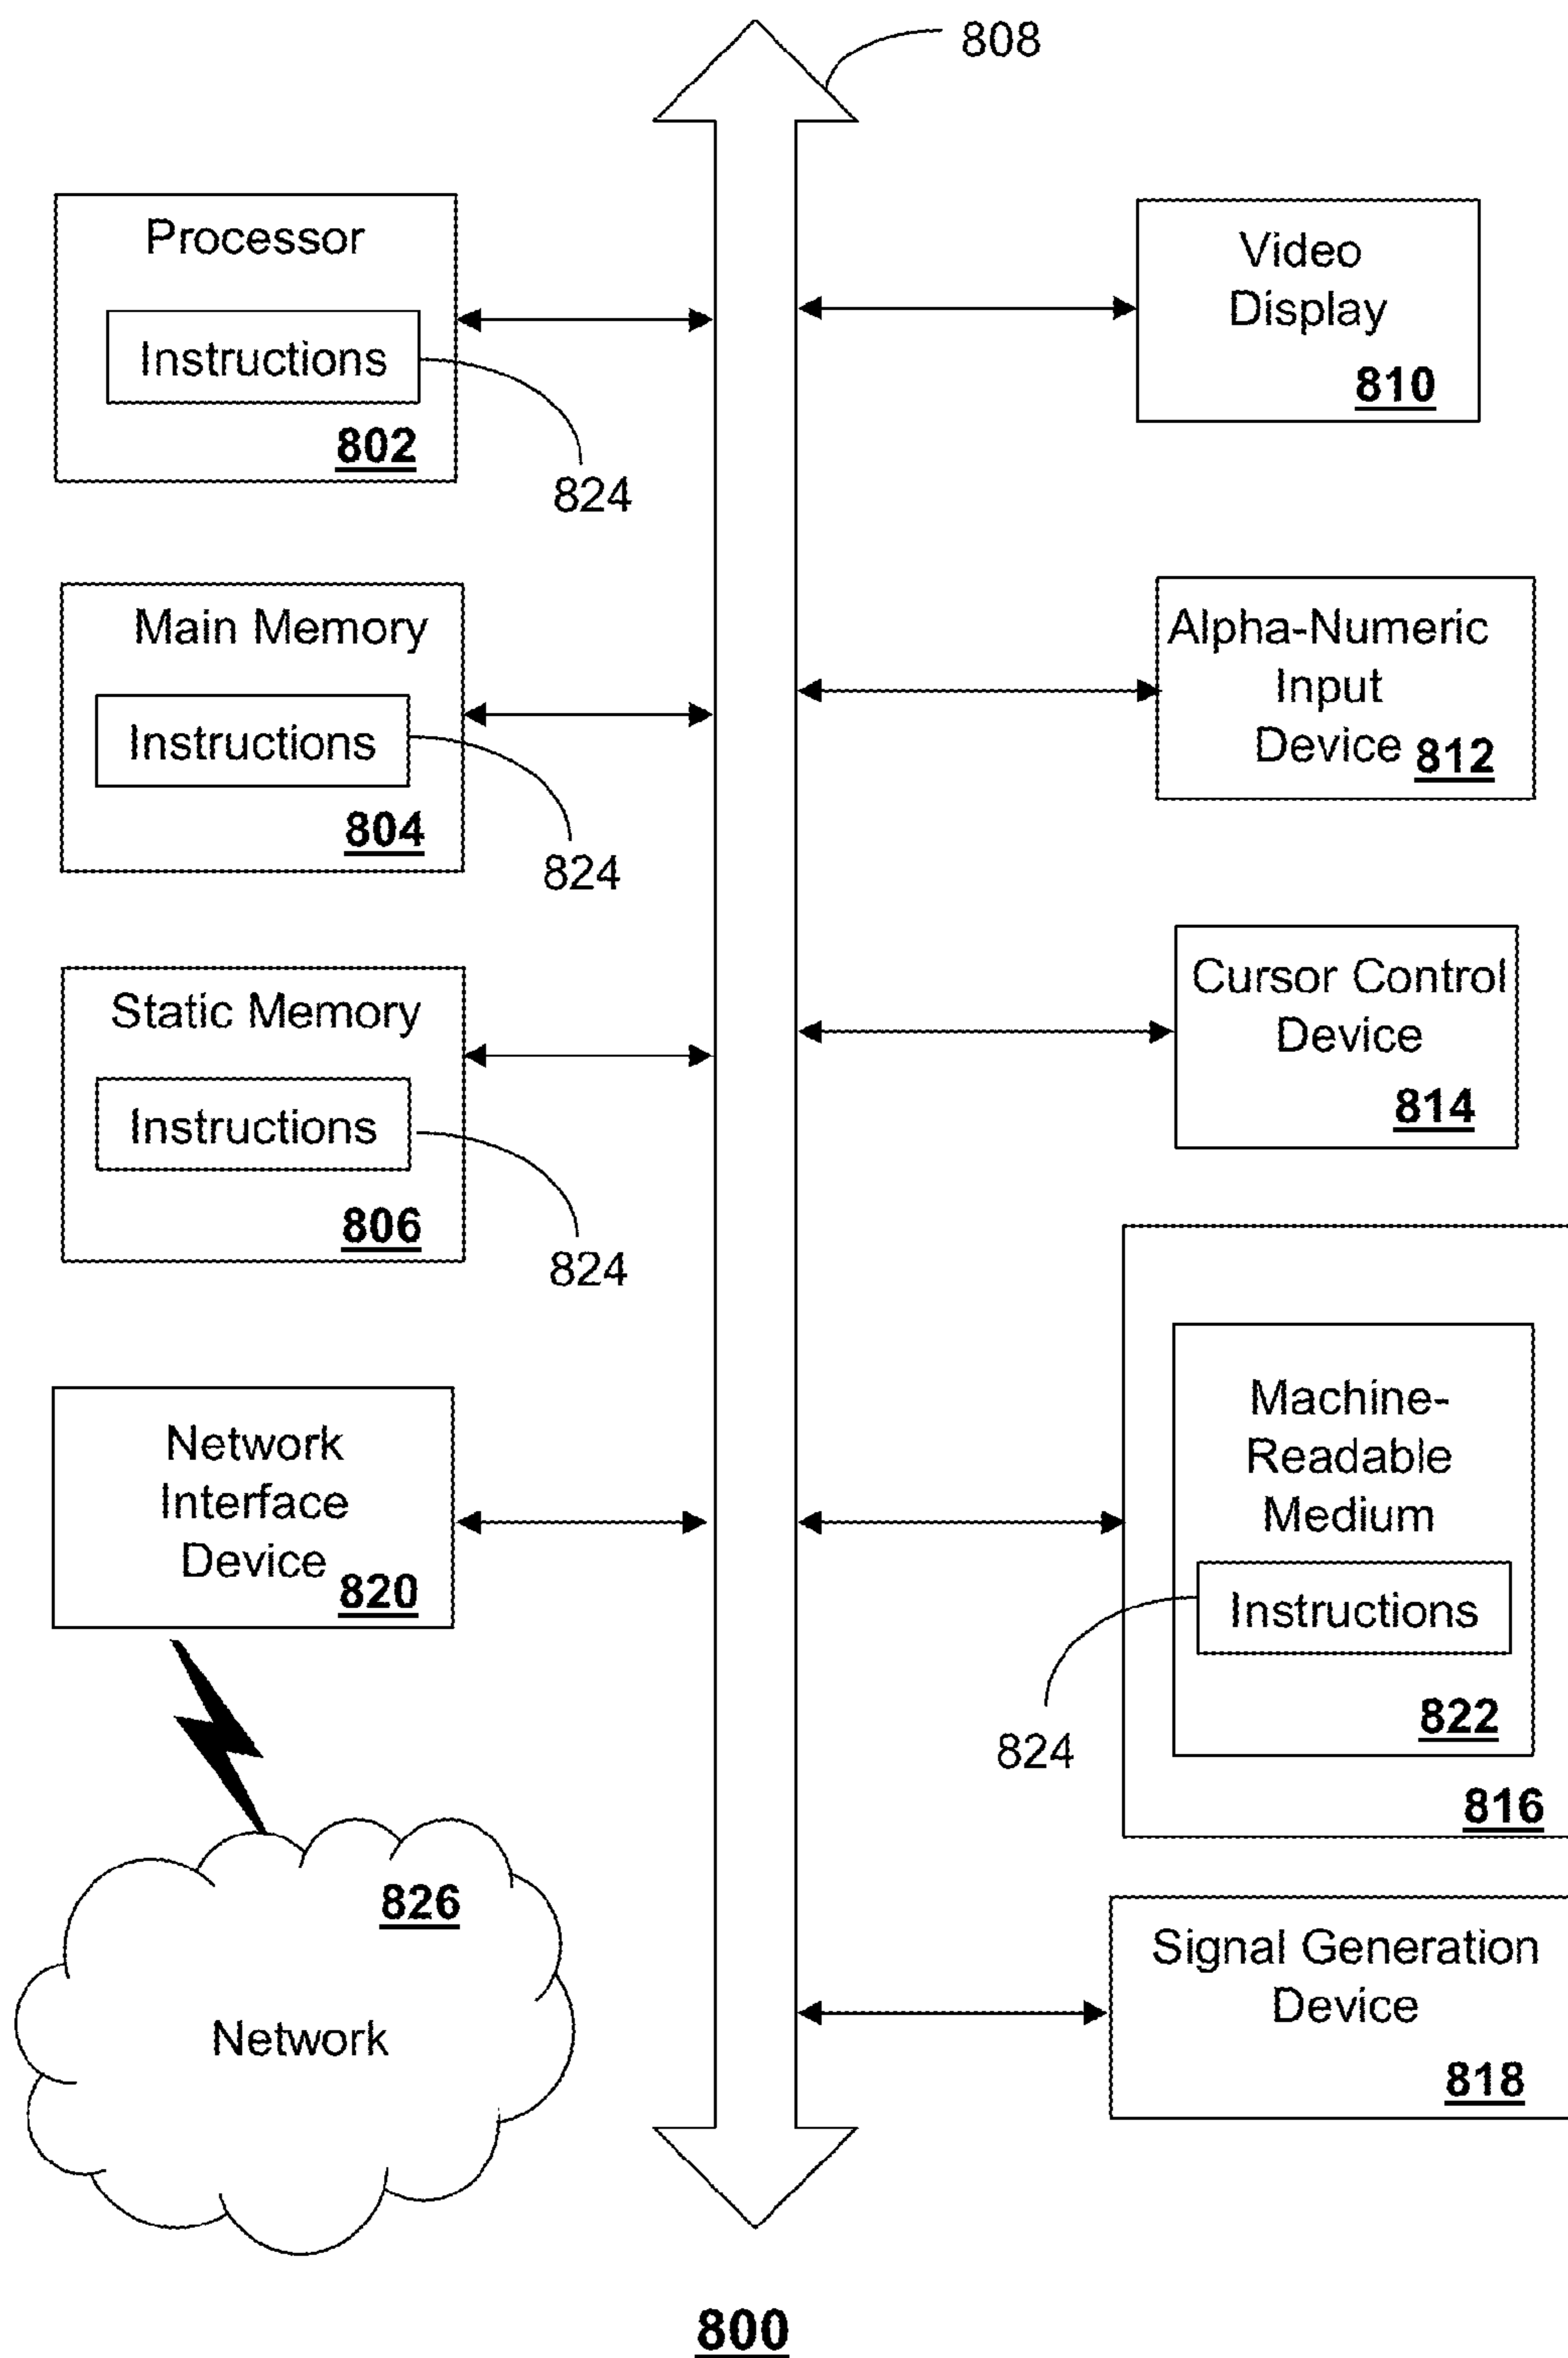 808
Processor
Instructions
802
824
Main Memory
Instructions
804
824
Static Memory
Instructions
806
824
Network
Interface
Device 820
826
Network
Video
Display
810
Alpha-Numeric
Input
Device 812
Cursor Control
Device
814
Machine-
Readable
Medium
Instructions
824
822
816
Signal Generation
Device
818
800